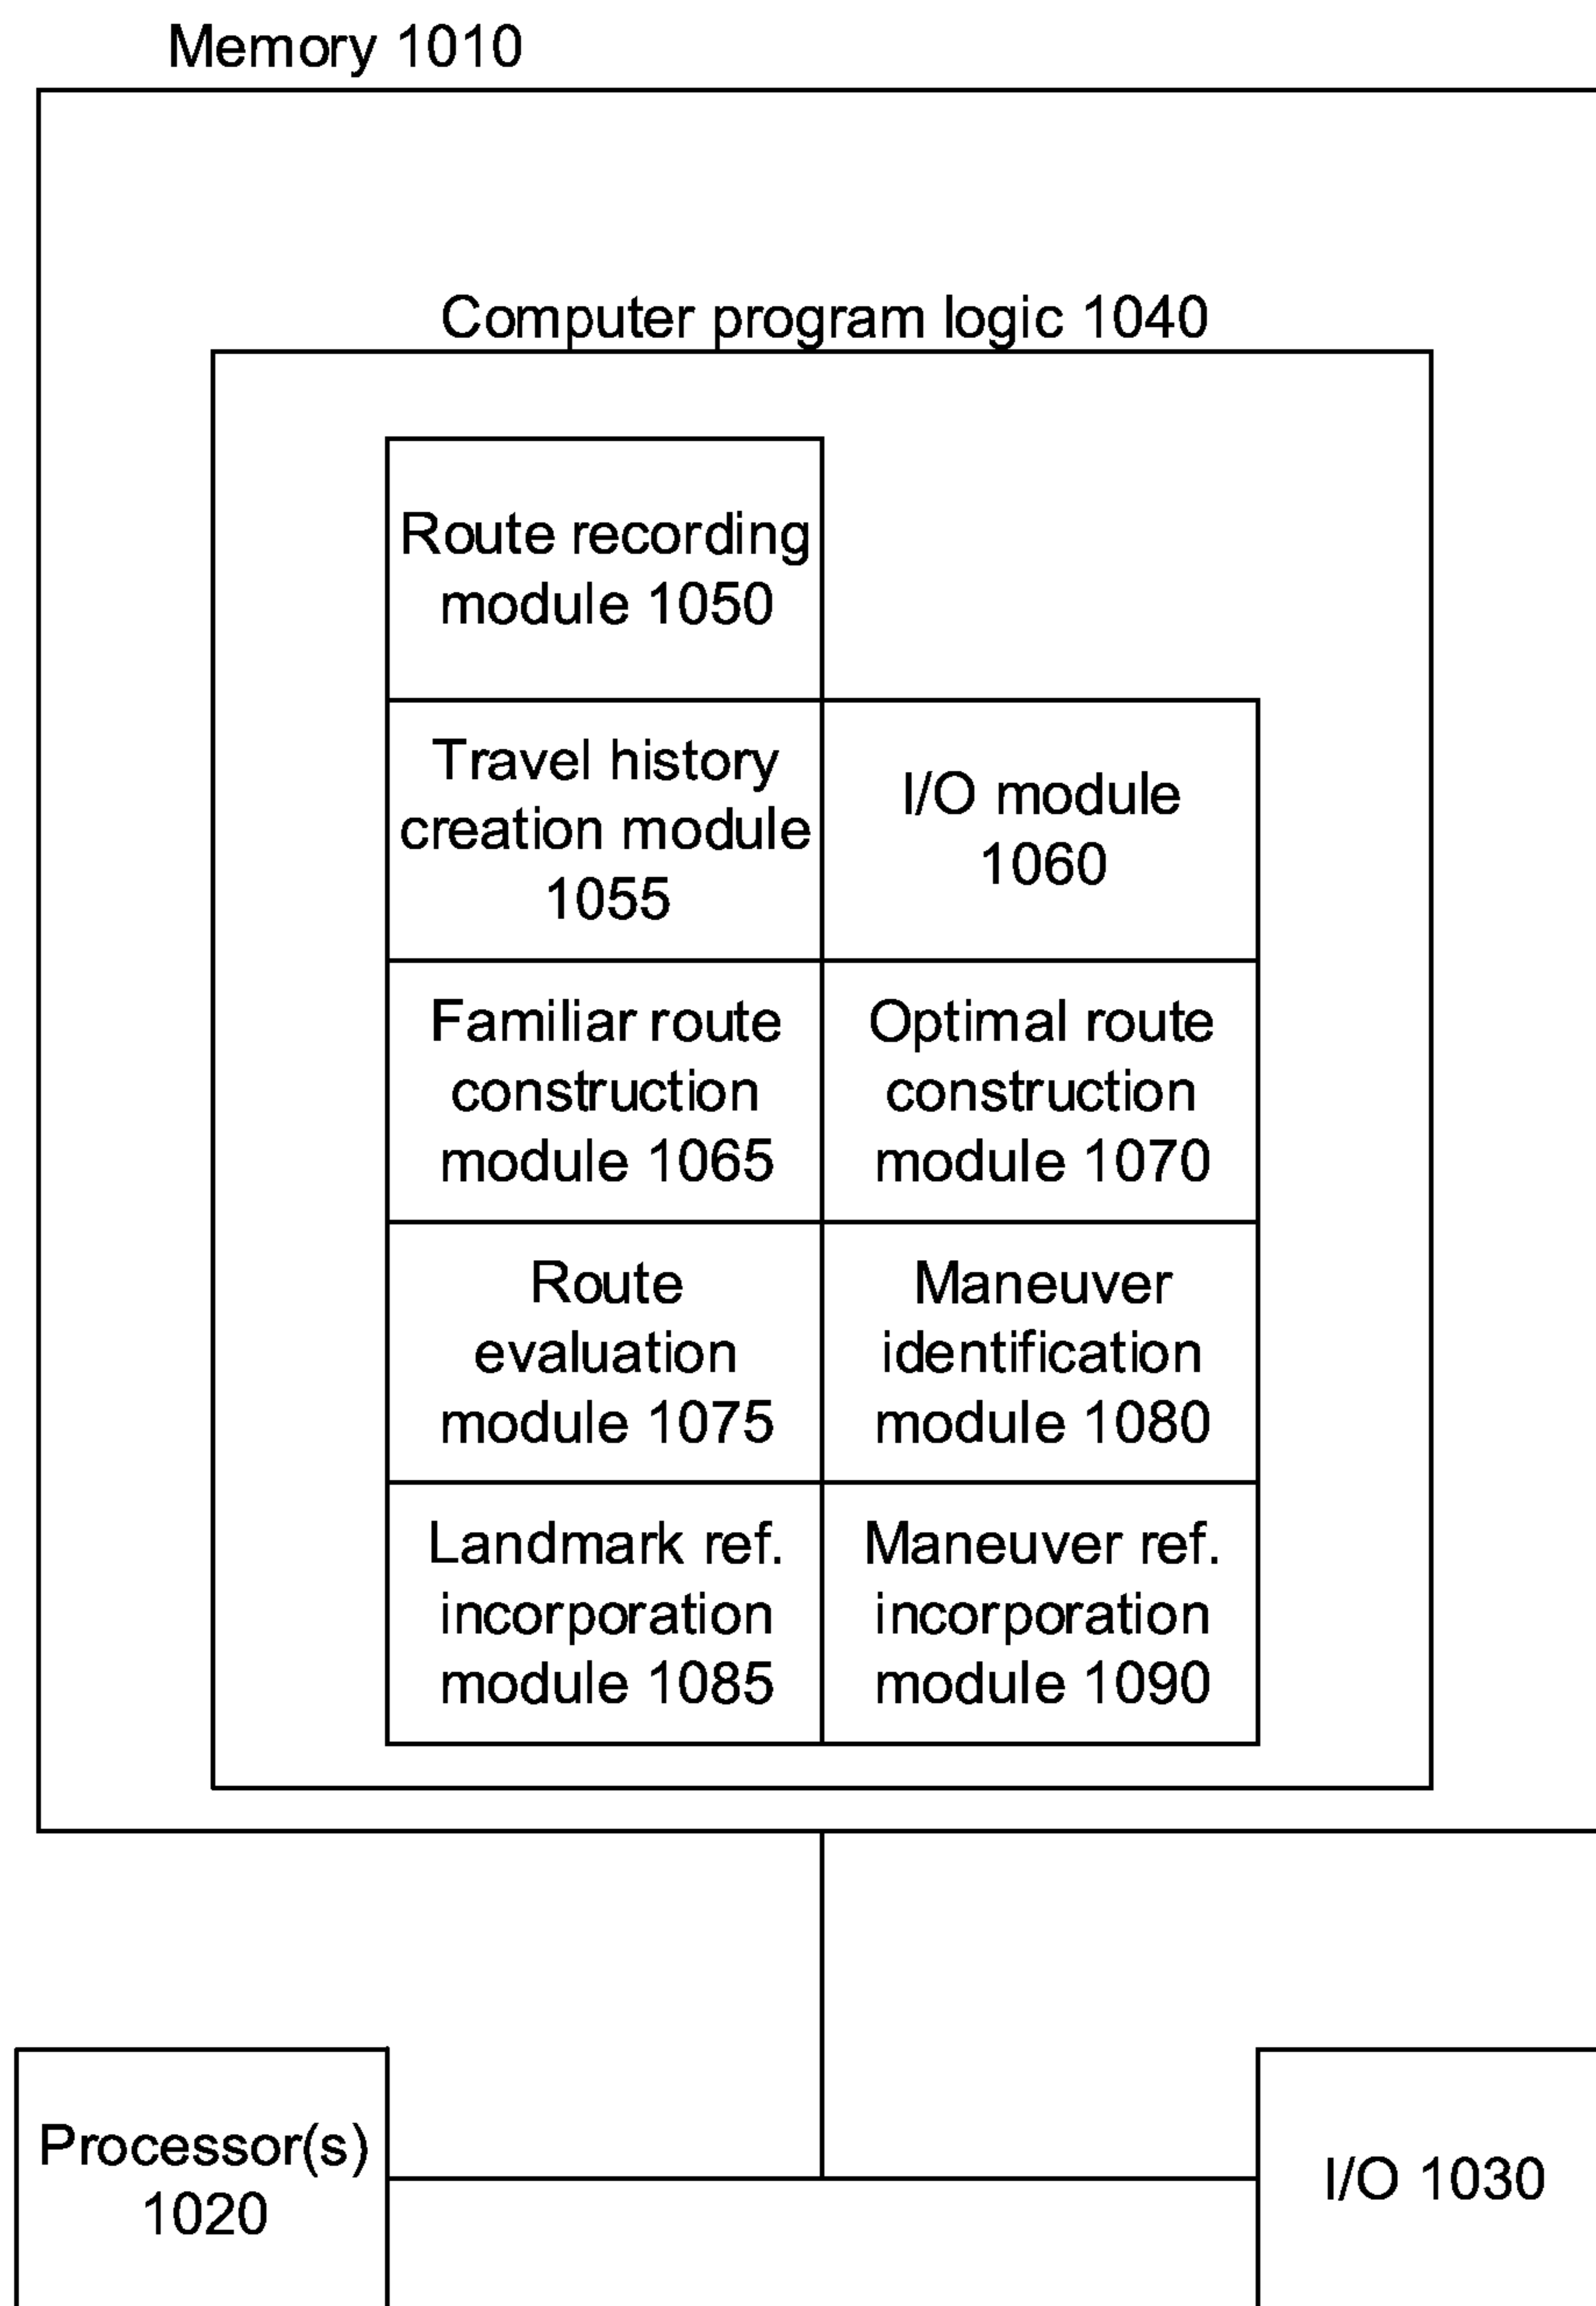 Memory 1010
Computer program logic 1040
Route recording
module 1050
Travel history
creation module
1055
I/O module
1060
Familiar route
construction
module 1065
Optimal route
construction
module 1070
Route
evaluation
module 1075
Maneuver
identification
module 1080
Landmark ref.
incorporation
module 1085
Maneuver ref.
incorporation
module 1090
Processor(s)
1020
I/O 1030